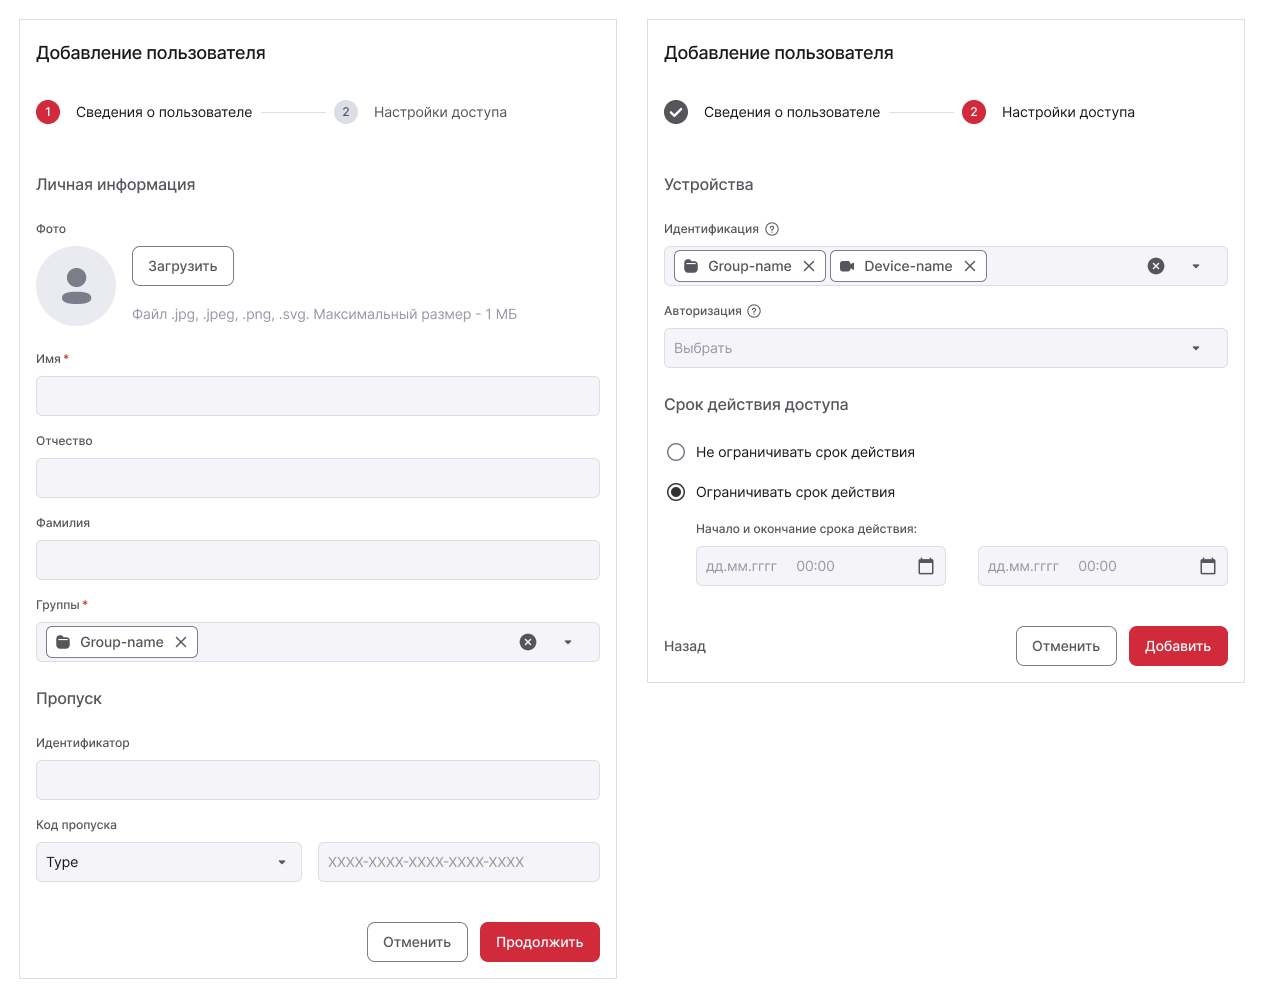 Добавление пользователя
1 Сведения о пользователе 2 Настройки доступа
Личная информация
Фото
Загрузить
Файл .jpg, .jpeg, .png, .svg. Максимальный размер - 1 МБ
Имя *
Отчество
Фамилия
Группы *
Group-name
Пропуск
Идентификатор
Код пропуска
Type XXXX-XXXX-XXXX-XXXX-XXXX
Отменить Продолжить
Добавление пользователя
Сведения о пользователе 2 Настройки доступа
Устройства
Идентификация ?
Group-name Device-name
Авторизация ?
Выбрать
Срок действия доступа
Не ограничивать срок действия
Ограничивать срок действия
Начало и окончание срока действия:
дд.мм.гггг 00:00 дд.мм.гггг 00:00
Назад Отменить Добавить